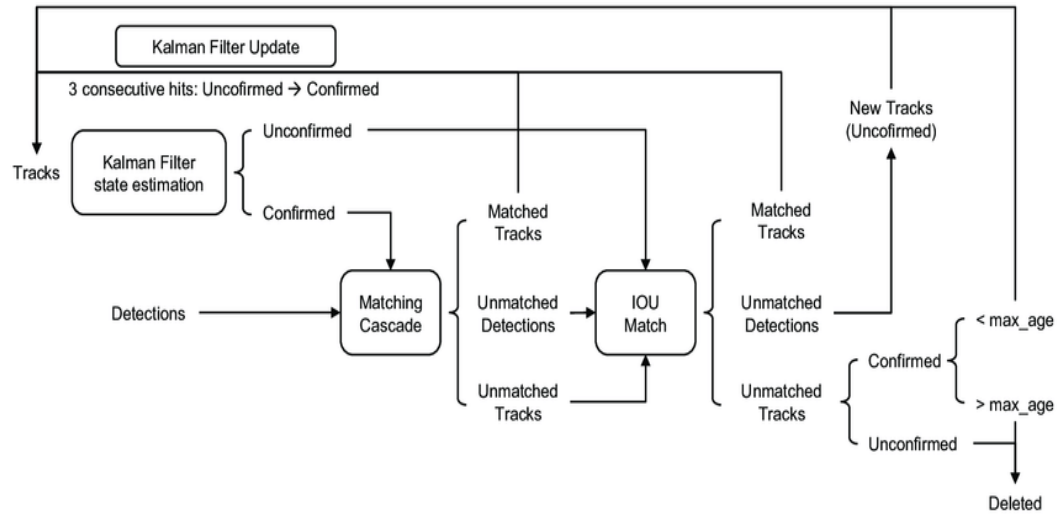 Kalman Filter Update
3 consecutive hits: Uncofirmed → Confirmed
New Tracks
(Uncofirmed)
Tracks
Kalman Filter
state estimation
Unconfirmed
Confirmed
Matched
Tracks
Matched
Tracks
Detections
Matching
Cascade
Unmatched
Detections
IOU
Match
Unmatched
Detections
< max_age
Confirmed
Unmatched
Tracks
Unmatched
Tracks
> max_age
Unconfirmed
Deleted